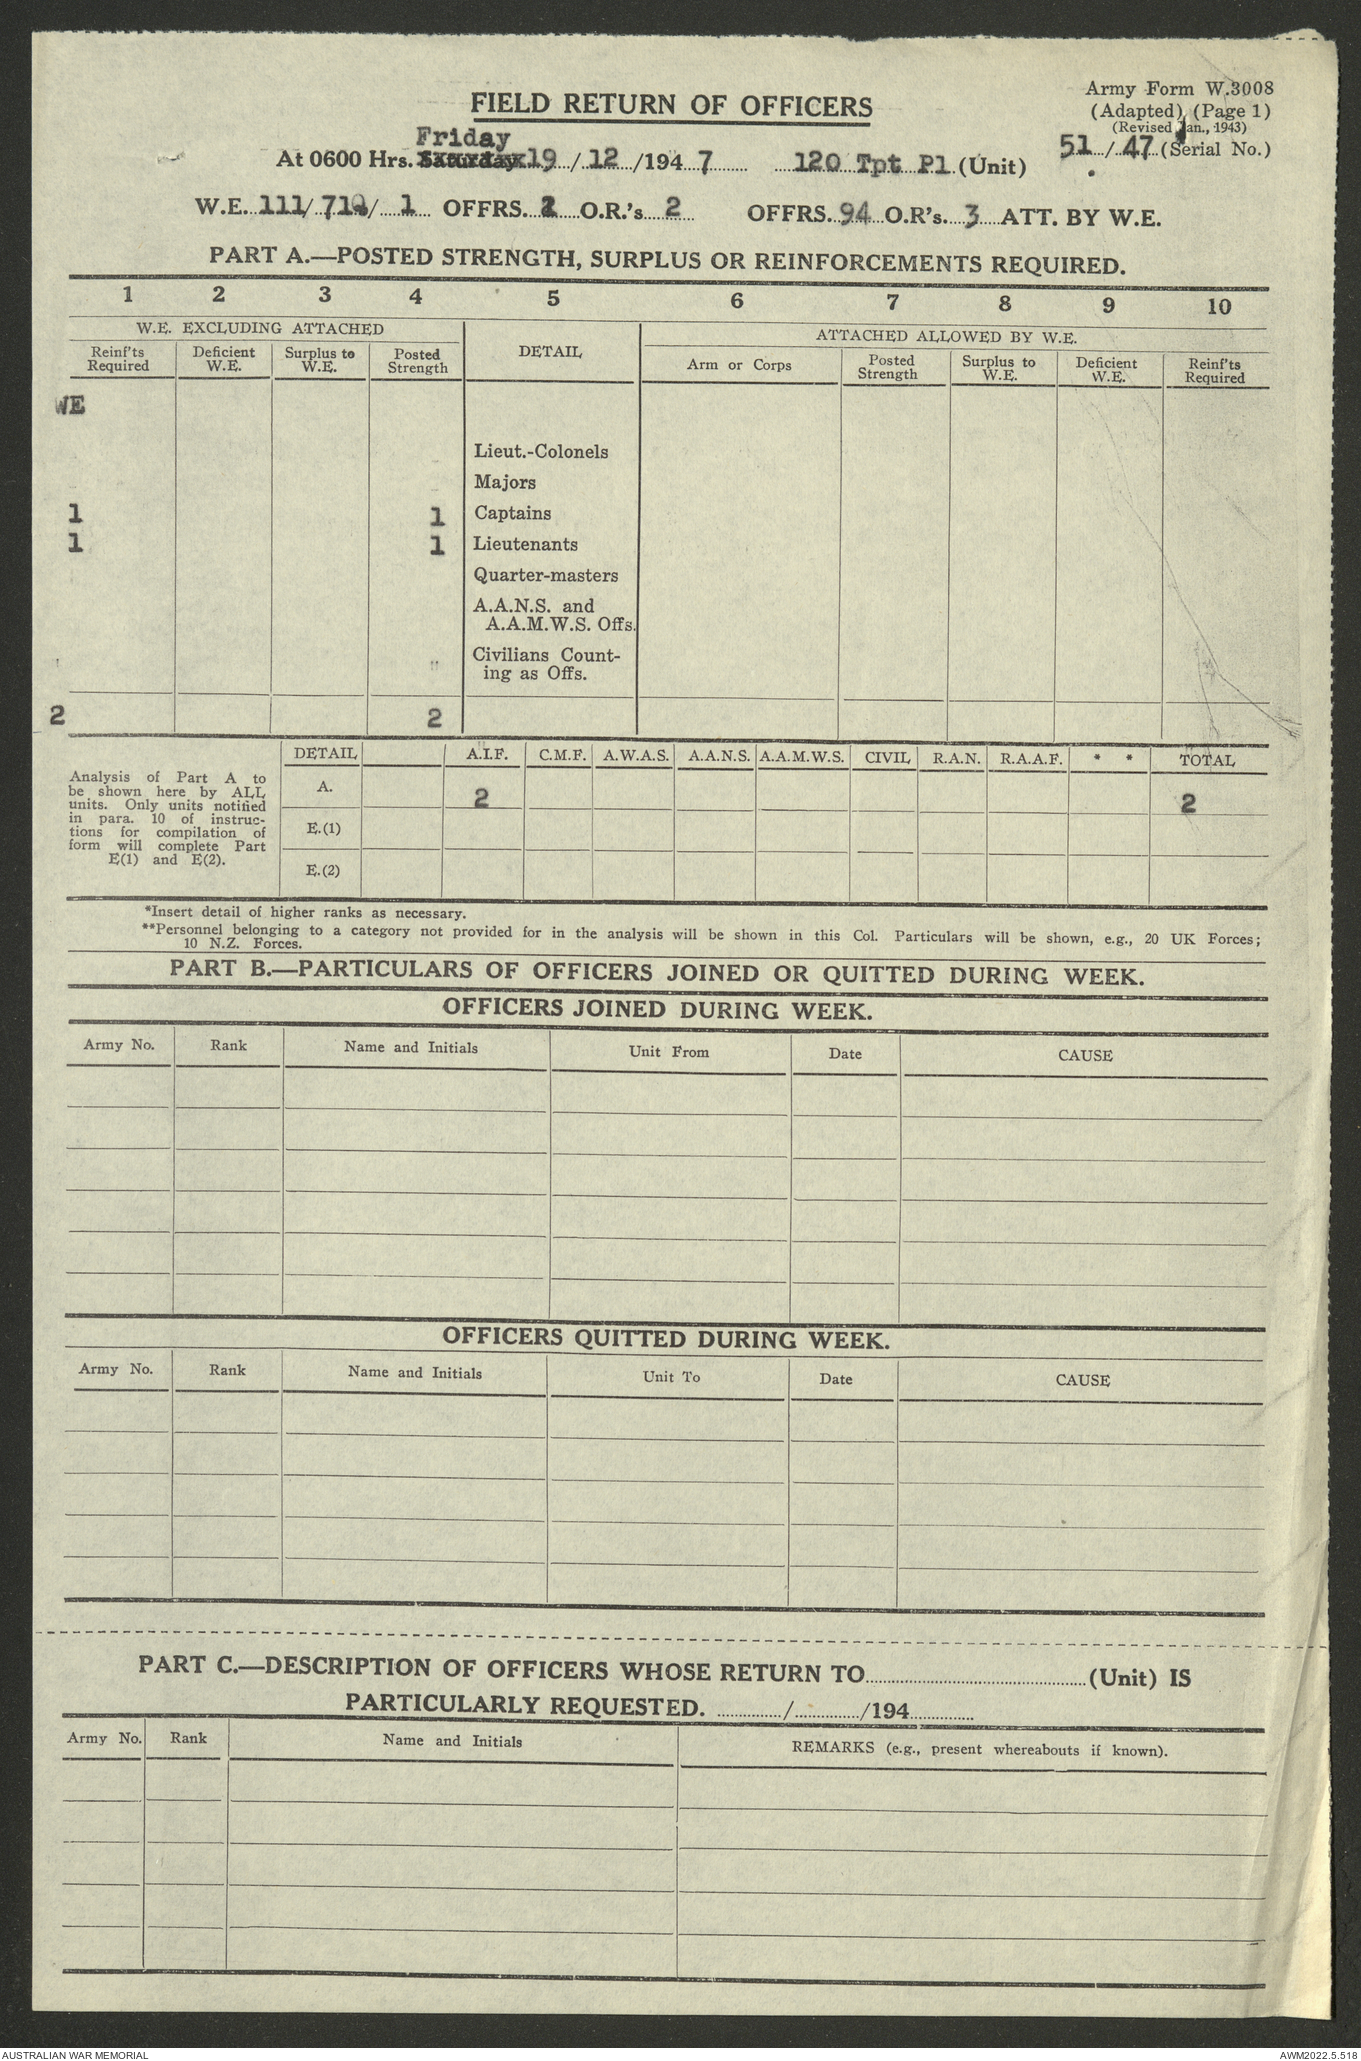 Army Form W.3008
(Adapted) (Page 1)
(Revised Jan., 1943)
FIELD RETURN OF OFFICERS
Friday
At 0600 Hrs. Saturday 19/12/1947 120 Tpt Pl (Unit) 51/47 (Serial No.)
W.E. 111/71/1 OFFRS. O.R.'s 2 OFFRS. 94 O.R's. 3 ATT. BY W.E.
PART A.—POSTED STRENGTH, SURPLUS OR REINFORCEMENTS REQUIRED.
1 2 3 4 5 6 7 8 9 10
W.E. EXCLUDING ATTACHED DETAIL ATTACHED ALLOWED BY W.E.
Reinf'ts Required Deficient W.E. Surplus to W.E. Posted Strength Arm or Corps Posted Strength Surplus to W.E. Deficient W.E. Reinf'ts Required
WE
Lieut.-Colonels
Majors
1 1 Captains
1 1 Lieutenants
Quarter-masters
A.A.N.S. and
A.A.M.W.S. Offs.
Civilians Count-
ing as Offs.
2 2
DETAIL A.I.F. C.M.F. A.W.A.S. A.A.N.S. A.A.M.W.S. CIVIL R.A.N. R.A.A.F. * * TOTAL
Analysis of Part A to
be shown here by ALL
units. Only units notified
in para. 10 of instruc-
tions for compilation of
form will complete Part
E(1) and E(2).
A. 2 2
E.(1)
E.(2)
*Insert detail of higher ranks as necessary.
**Personnel belonging to a category not provided for in the analysis will be shown in this Col. Particulars will be shown, e.g., 20 UK Forces;
10 N.Z. Forces.
PART B.—PARTICULARS OF OFFICERS JOINED OR QUITTED DURING WEEK.
OFFICERS JOINED DURING WEEK.
Army No. Rank Name and Initials Unit From Date CAUSE
OFFICERS QUITTED DURING WEEK.
Army No. Rank Name and Initials Unit To Date CAUSE
PART C.—DESCRIPTION OF OFFICERS WHOSE RETURN TO (Unit) IS
PARTICULARLY REQUESTED. / /194
Army No. Rank Name and Initials REMARKS (e.g., present whereabouts if known).
AUSTRALIAN WAR MEMORIAL AWM2022.5.518